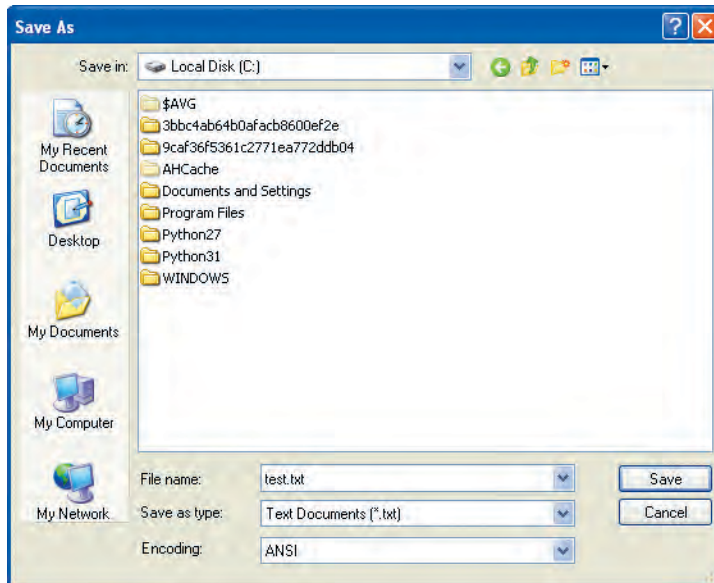 Save As
Save in: Local Disk (C:)
$AVG
3bbc4ab64b0afacb8600ef2e
9caf36f5361c2771ea772ddb04
AHCache
Documents and Settings
Program Files
Python27
Python31
WINDOWS
My Recent
Documents
Desktop
My Documents
My Computer
My Network
File name: test.txt
Save
Save as type: Text Documents (*.txt)
Cancel
Encoding: ANSI